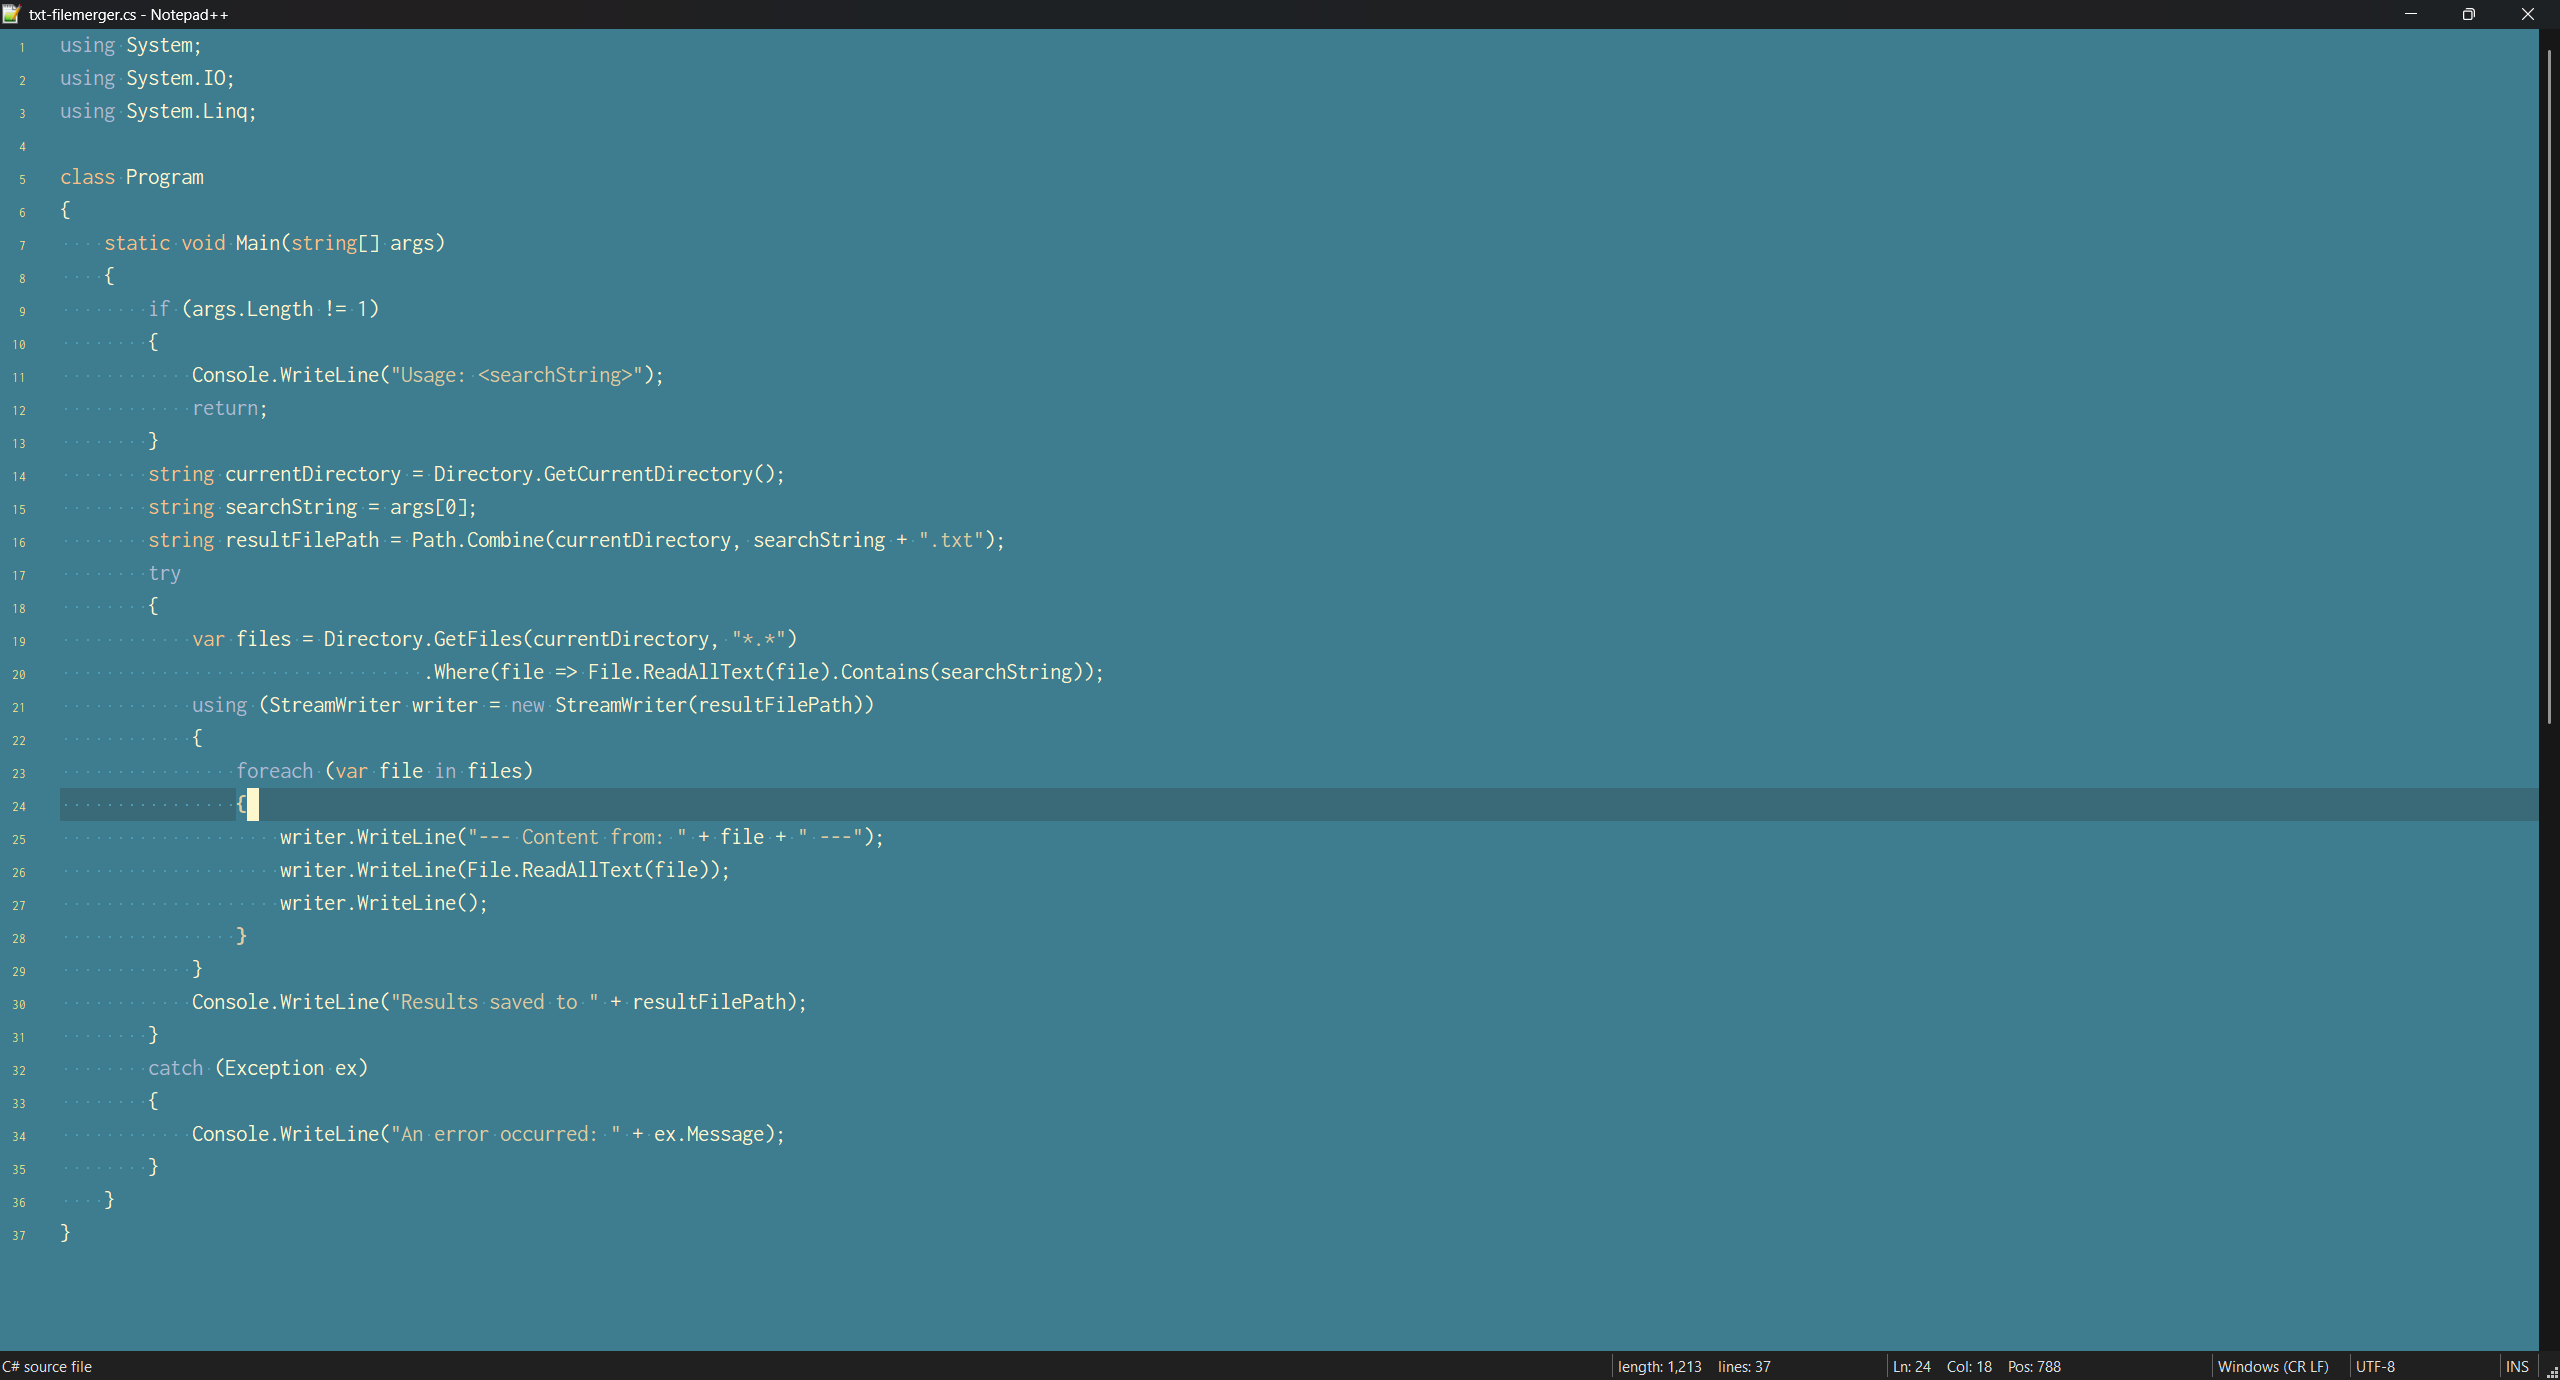 txt-filemerger.cs - Notepad++
1 using System;
2 using System.IO;
3 using System.Linq;
4
5 class Program
6 {
7     static void Main(string[] args)
8     {
9         if (args.Length != 1)
10         {
11             Console.WriteLine("Usage: <searchString>");
12             return;
13         }
14         string currentDirectory = Directory.GetCurrentDirectory();
15         string searchString = args[0];
16         string resultFilePath = Path.Combine(currentDirectory, searchString + ".txt");
17         try
18         {
19             var files = Directory.GetFiles(currentDirectory, "*.*")
20                                  .Where(file => File.ReadAllText(file).Contains(searchString));
21             using (StreamWriter writer = new StreamWriter(resultFilePath))
22             {
23                 foreach (var file in files)
24                 {
25                     writer.WriteLine("--- Content from: " + file + " ---");
26                     writer.WriteLine(File.ReadAllText(file));
27                     writer.WriteLine();
28                 }
29             }
30             Console.WriteLine("Results saved to " + resultFilePath);
31         }
32         catch (Exception ex)
33         {
34             Console.WriteLine("An error occurred: " + ex.Message);
35         }
36     }
37 }
C# source file length: 1,213 lines: 37 Ln: 24 Col: 18 Pos: 788 Windows (CR LF) UTF-8 INS